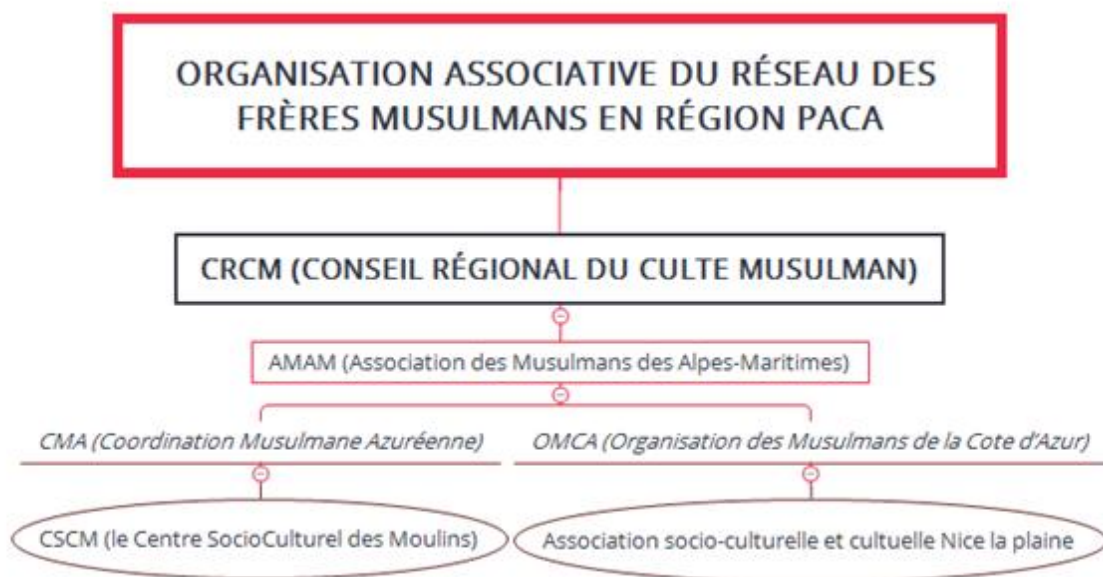 ORGANISATION ASSOCIATIVE DU RÉSEAU DES
FRÈRES MUSULMANS EN RÉGION PACA
CRCM (CONSEIL RÉGIONAL DU CULTE MUSULMAN)
AMAM (Association des Musulmans des Alpes-Maritimes)
CMA (Coordination Musulmane Azuréenne)
OMCA (Organisation des Musulmans de la Cote d'Azur)
CSCM (le Centre SocioCulturel des Moulins)
Association socio-culturelle et cultuelle Nice la plaine